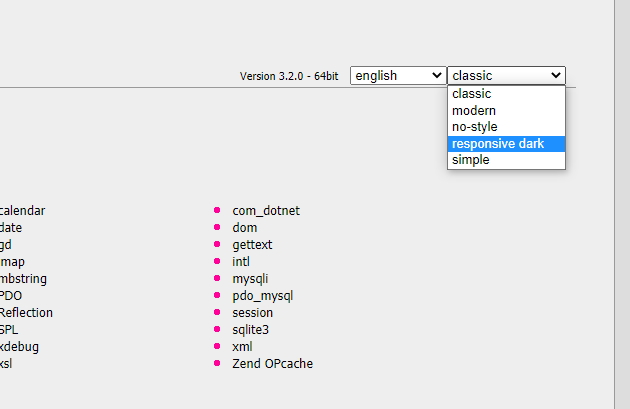 Version 3.2.0 - 64bit english classic
classic
modern
no-style
responsive dark
simple
calendar com_dotnet
date dom
gd gettext
map intl
mbstring mysqli
PDO pdo_mysql
Reflection session
SPL sqlite3
xdebug xml
xsl Zend OPcache